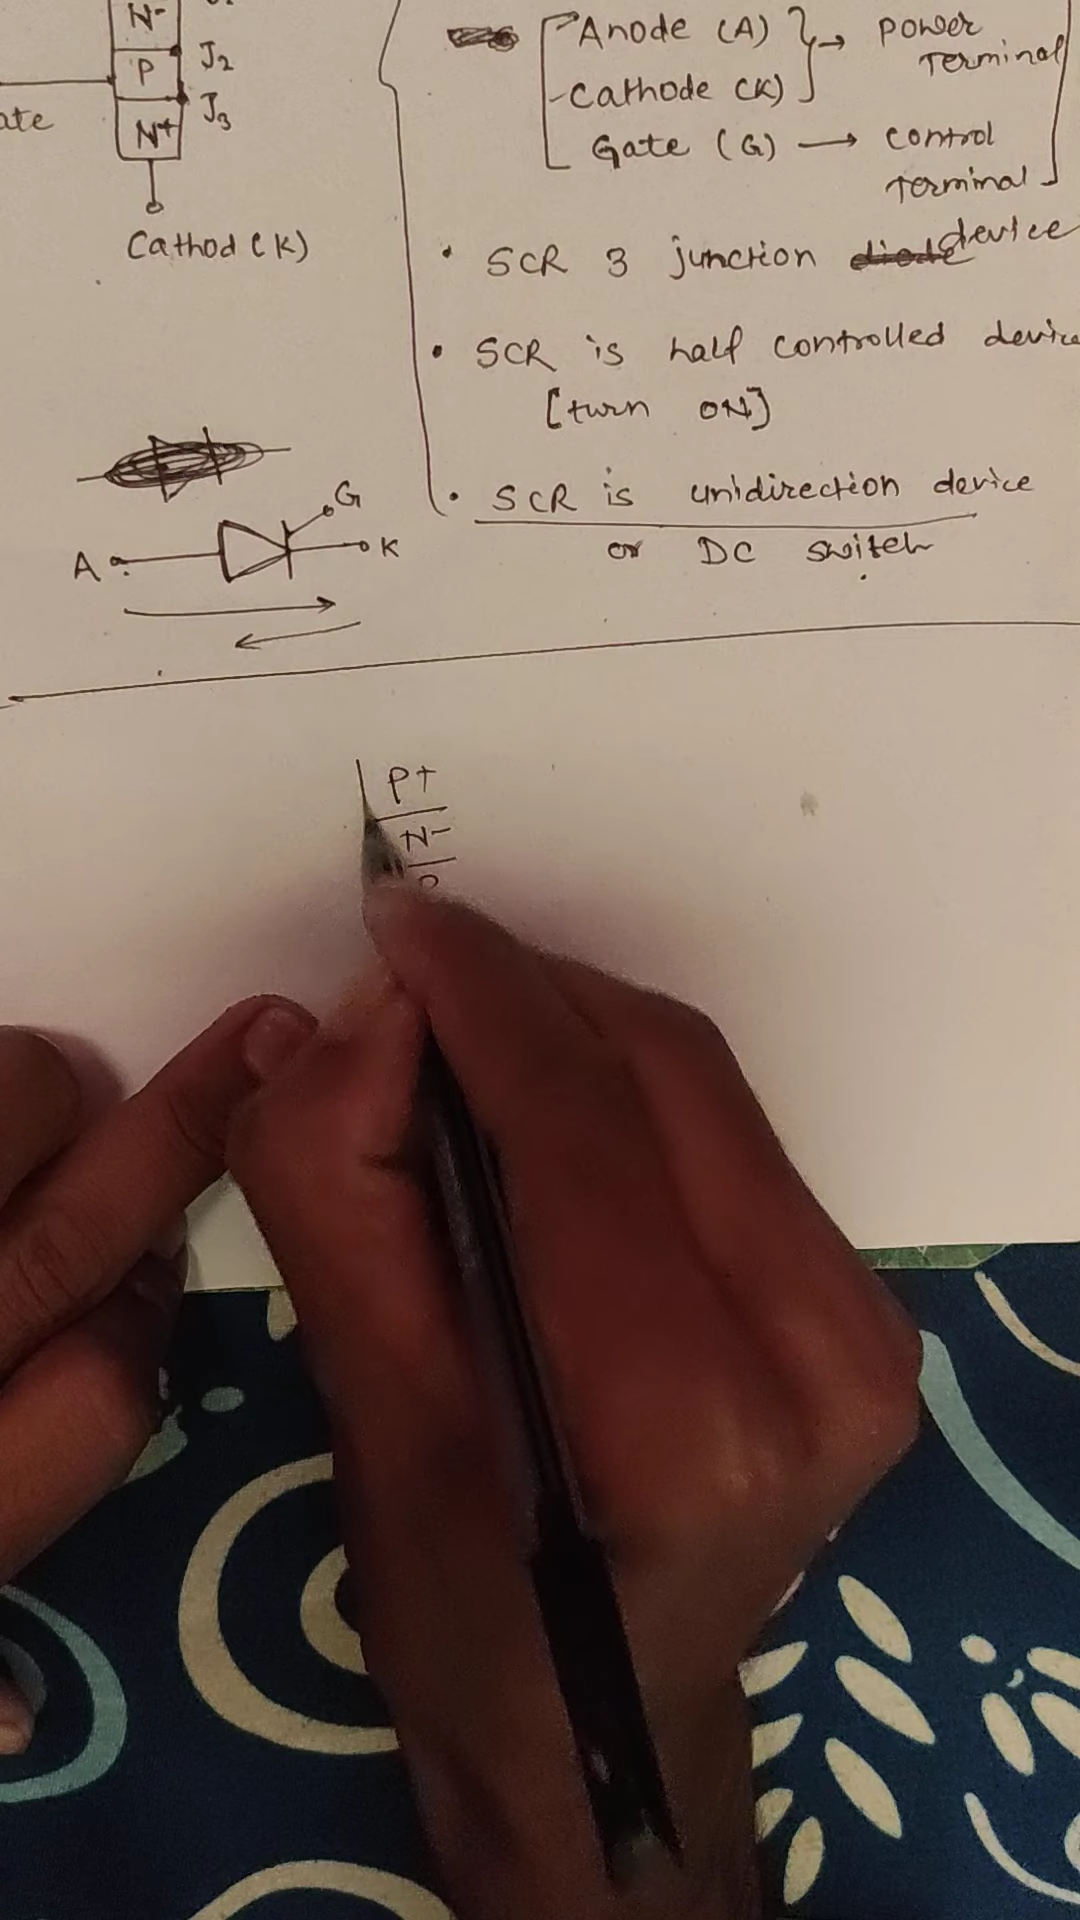 N-
J2
P
J3
ate
N+
Cathod (K)
Anode (A) } → power
terminal
Cathode (K)
Gate (G) → control
terminal
• SCR 3 junction device
• SCR is half controlled device
[turn ON]
• SCR is unidirection device
or DC switch
G
A
K
P+
N-
P